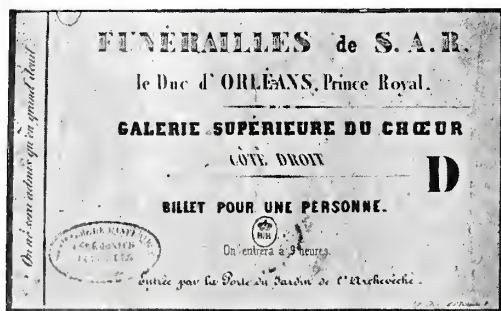 On ne sera admis qu'en grand deuil.
FUNÉRAILLES de S. A. R.
le Duc d'ORLÉANS, Prince Royal.
GALERIE SUPÉRIEURE DU CHŒUR
CÔTÉ DROIT
D
BILLET POUR UNE PERSONNE.
On entrera à 9 heures.
Entrée par la Porte du Jardin de l'Archevêché.